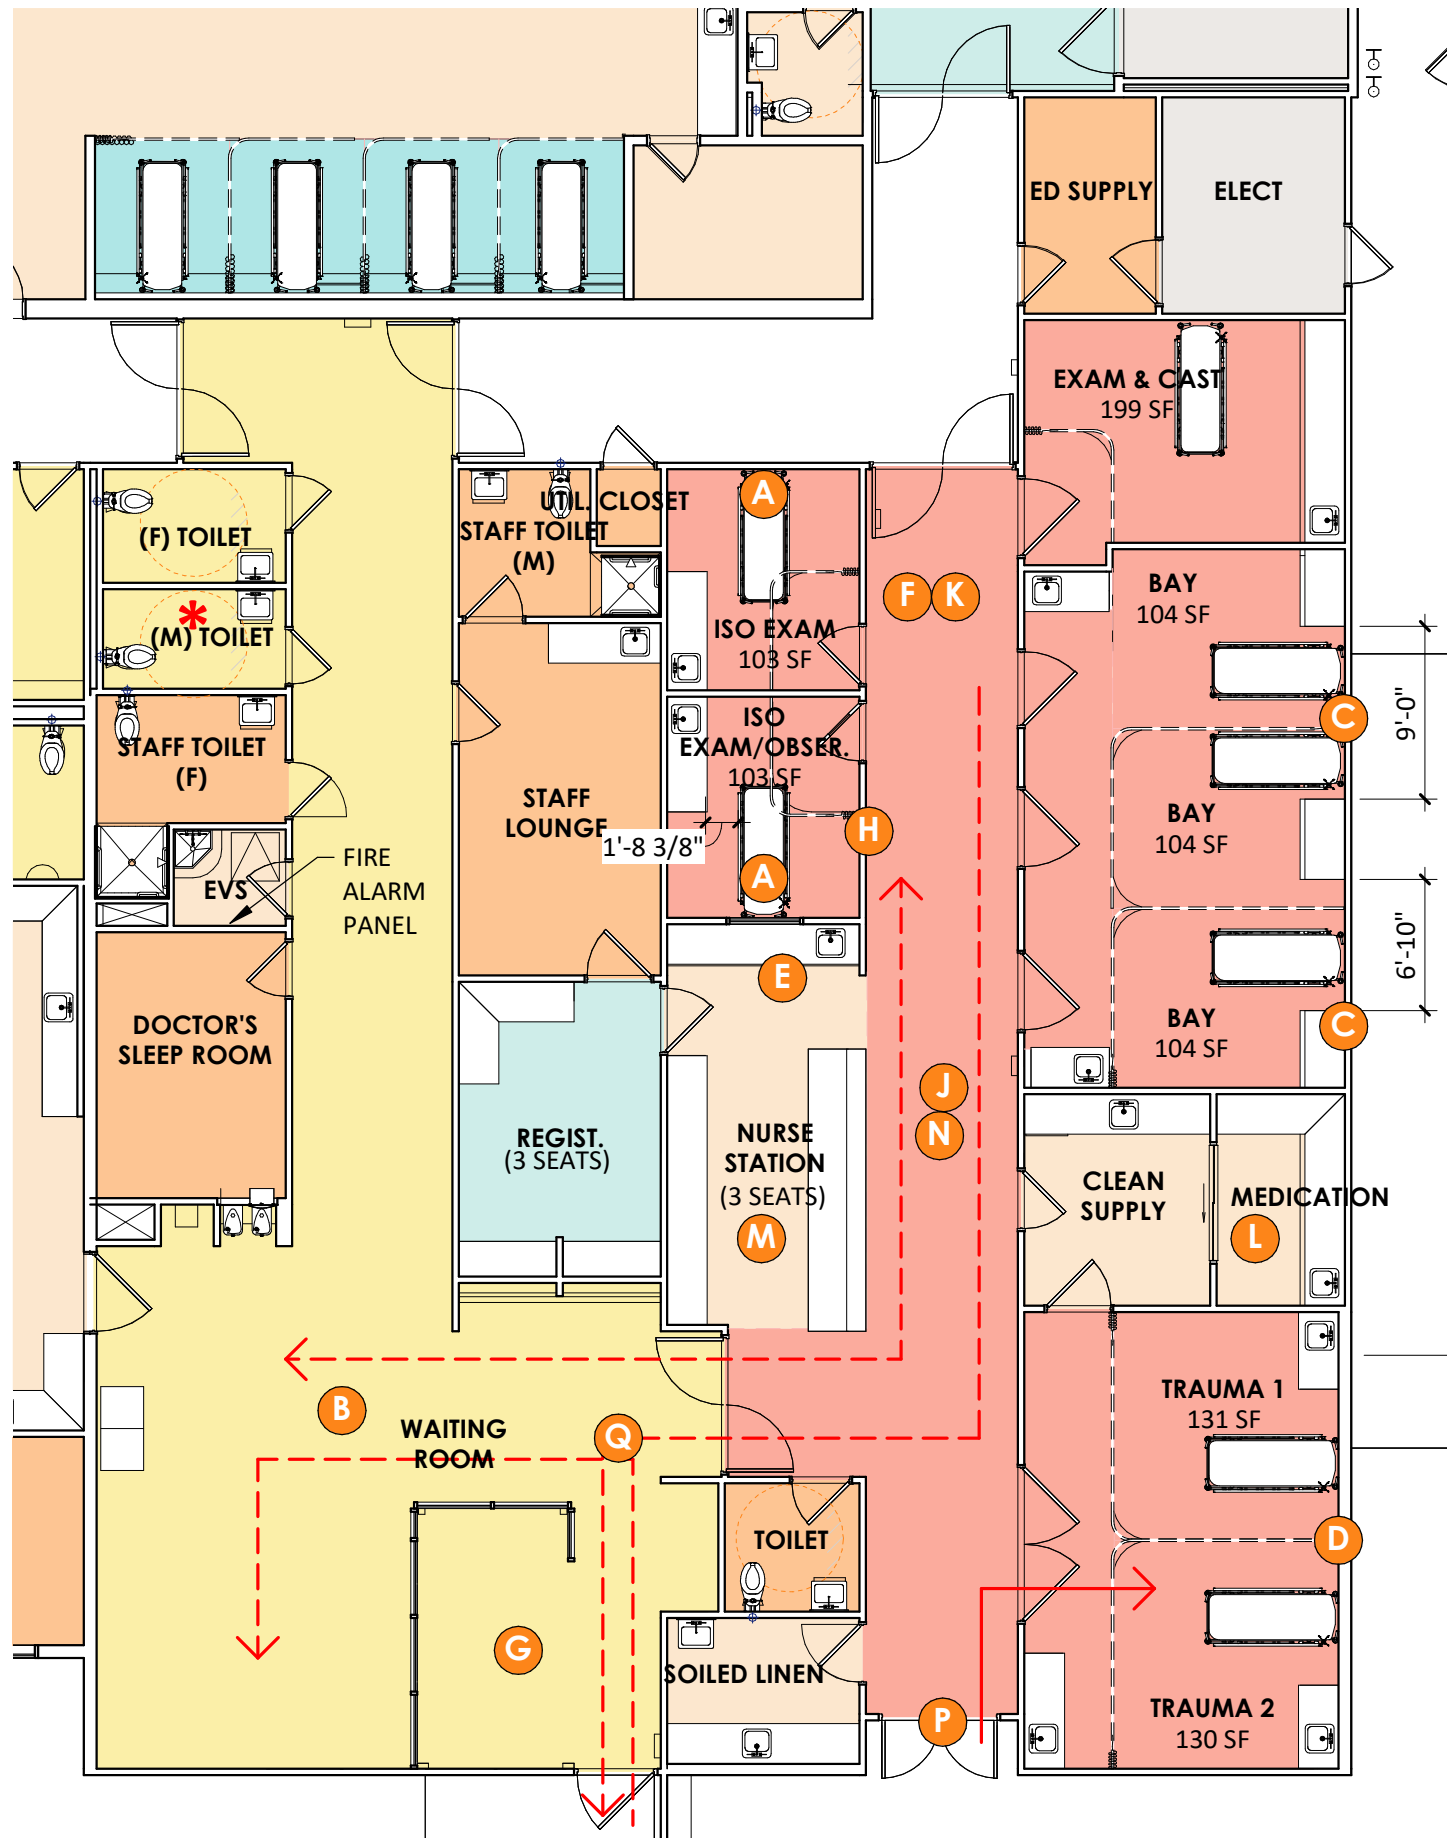 ED SUPPLY
ELECT
EXAM & CAST
199 SF
A
UTIL. CLOSET
STAFF TOILET
(M)
(F) TOILET
*
(M) TOILET
F
K
ISO EXAM
103 SF
BAY
104 SF
C
9'-0"
STAFF TOILET
(F)
ISO
EXAM/OBSER.
103 SF
STAFF
LOUNGE
1'-8 3/8"
H
A
BAY
104 SF
FIRE
ALARM
PANEL
EVS
E
6'-10"
C
BAY
104 SF
DOCTOR'S
SLEEP ROOM
J
N
REGIST.
(3 SEATS)
NURSE
STATION
(3 SEATS)
M
CLEAN
SUPPLY
MEDICATION
L
B
WAITING
ROOM
Q
TRAUMA 1
131 SF
TOILET
D
G
SOILED LINEN
P
TRAUMA 2
130 SF